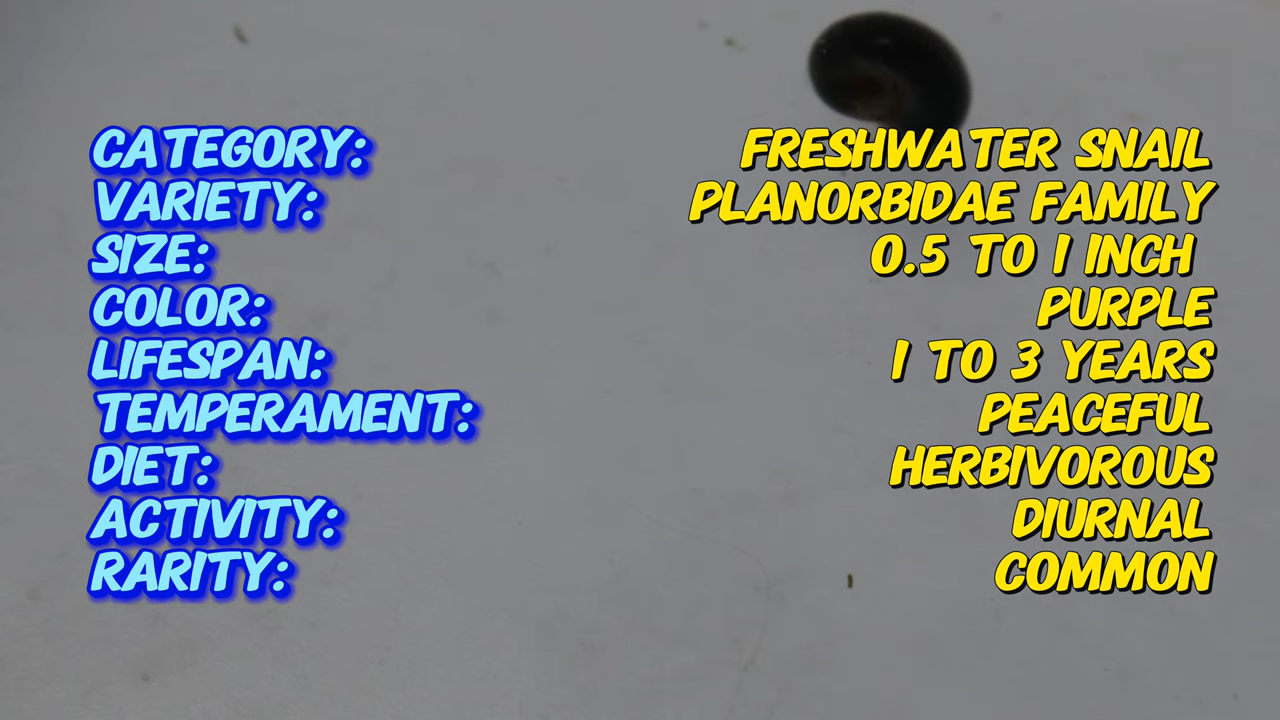 CATEGORY: FRESHWATER SNAIL
VARIETY: PLANORBIDAE FAMILY
SIZE: 0.5 TO 1 INCH
COLOR: PURPLE
LIFESPAN: 1 TO 3 YEARS
TEMPERAMENT: PEACEFUL
DIET: HERBIVOROUS
ACTIVITY: DIURNAL
RARITY: COMMON